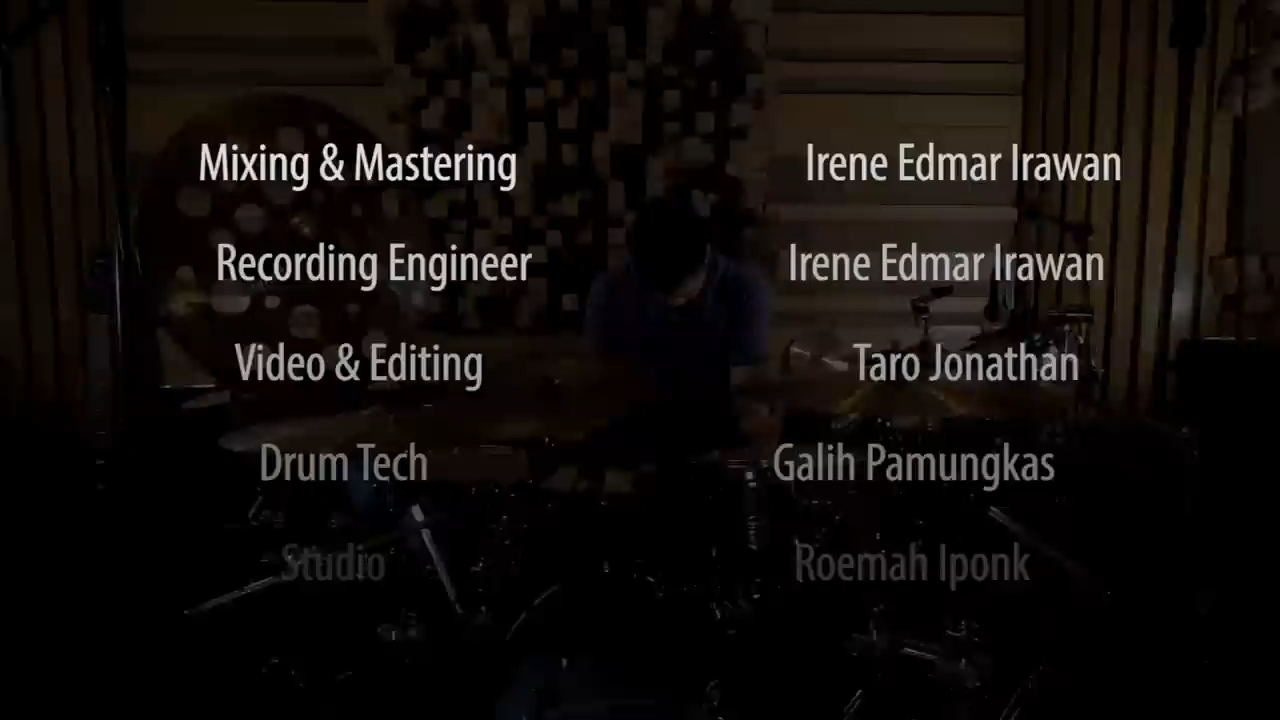 Mixing & Mastering Irene Edmar Irawan
Recording Engineer Irene Edmar Irawan
Video & Editing Taro Jonathan
Drum Tech Galih Pamungkas
Studio Roemah Iponk